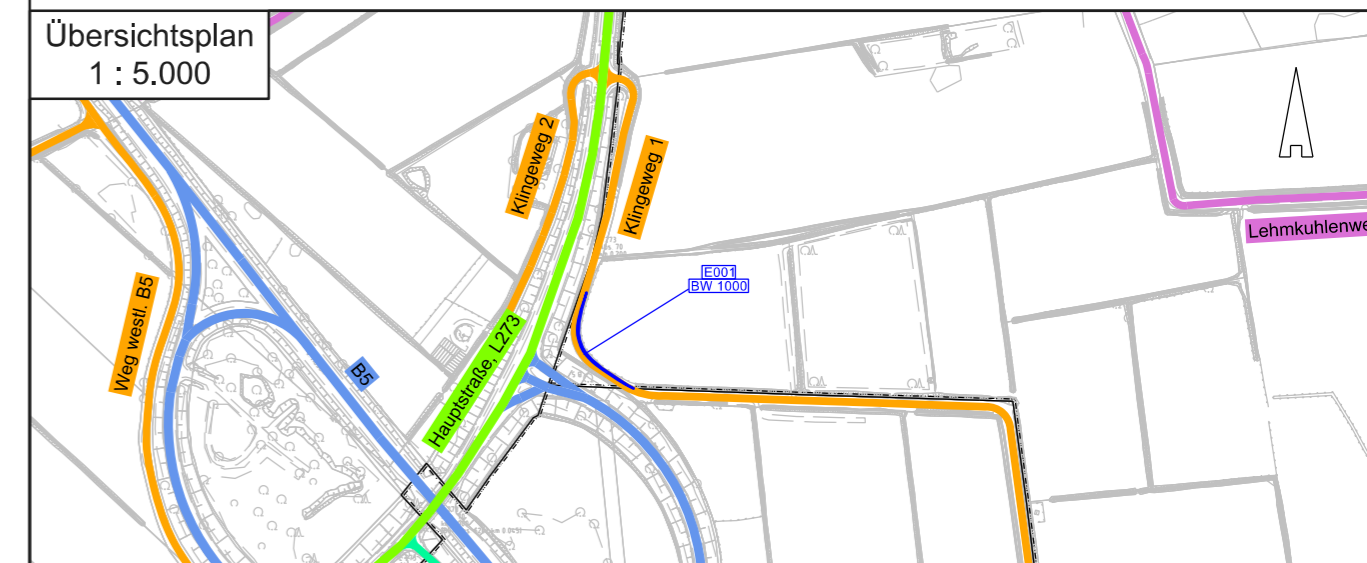 Übersichtsplan
1 : 5.000
Klingeweg 2
Klingeweg 1
Lehmkuhlenwe
E001
BW 1000
Weg westl. B5
B5
Hauptstraße, L273